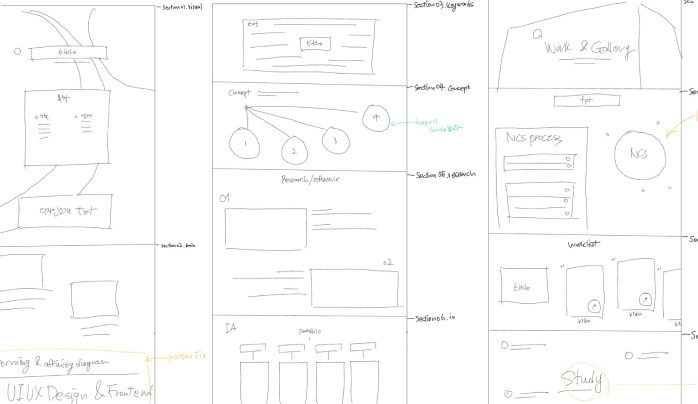 Section01.visual
title
txt
section2.main
orming & affinity diagram
position fix
UI UX Design & Frontend
Section03.keywords
txt
title
Section04.concept
Concept
1
2
3
4
Section05.research
Research/reference
01
02
Section06.ia
IA
portfolio
Work & Gallery
txt
NCS process
NCS
worklist
title
video
video
Study